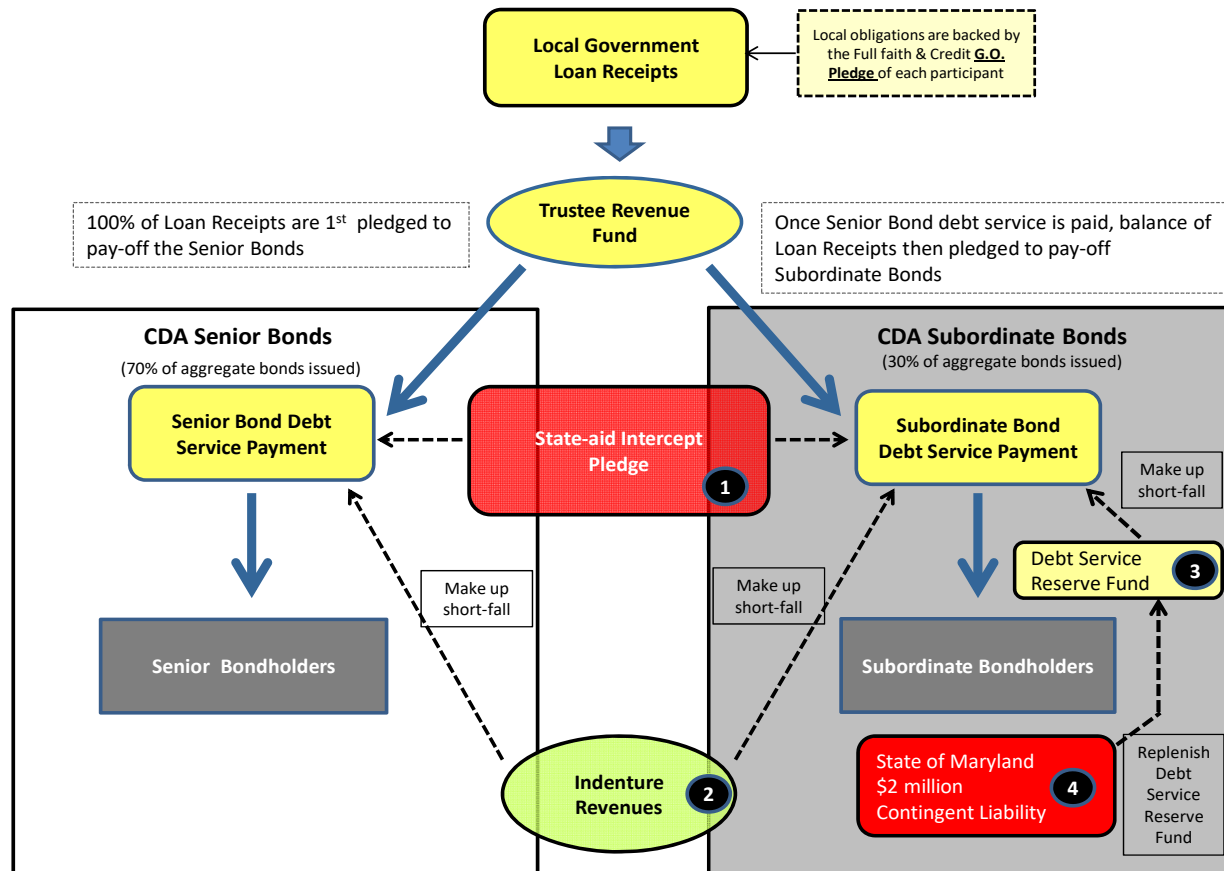 Local Government
Loan Receipts
Local obligations are backed by
the Full faith & Credit G.O.
Pledge of each participant
Trustee Revenue
Fund
100% of Loan Receipts are 1st pledged to
pay-off the Senior Bonds
Once Senior Bond debt service is paid, balance of
Loan Receipts then pledged to pay-off
Subordinate Bonds
CDA Senior Bonds
(70% of aggregate bonds issued)
CDA Subordinate Bonds
(30% of aggregate bonds issued)
Senior Bond Debt
Service Payment
State-aid Intercept
Pledge
1
Subordinate Bond
Debt Service Payment
Make up
short-fall
Debt Service
Reserve Fund
3
Make up
short-fall
Make up
short-fall
Senior Bondholders
Subordinate Bondholders
Indenture
Revenues
2
State of Maryland
$2 million
Contingent Liability
4
Replenish
Debt
Service
Reserve
Fund